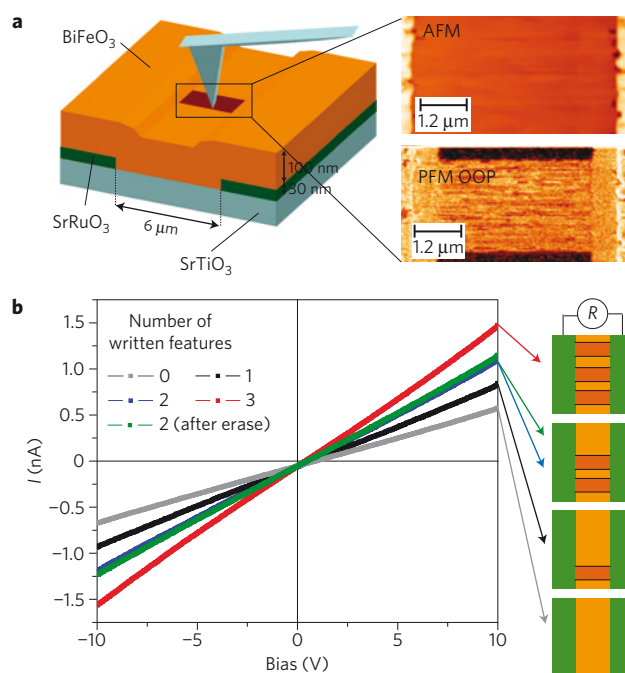 a
BiFeO3
AFM
1.2 μm
100 nm
30 nm
PFM OOP
SrRuO3
6 μm
1.2 μm
SrTiO3
b
R
1.5
Number of
written features
1.0
0
1
2
3
0.5
2 (after erase)
I (nA)
0
−0.5
−1.0
−1.5
−10
−5
0
5
10
Bias (V)